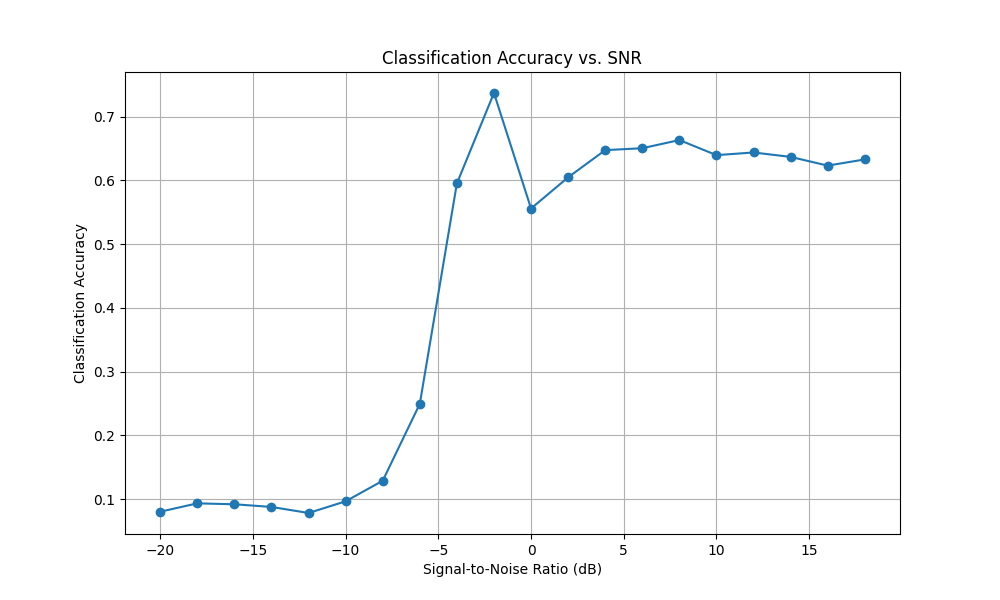 Classification Accuracy vs. SNR
0.7
0.6
0.5
0.4
0.3
0.2
0.1
Classification Accuracy
−20 −15 −10 −5 0 5 10 15
Signal-to-Noise Ratio (dB)